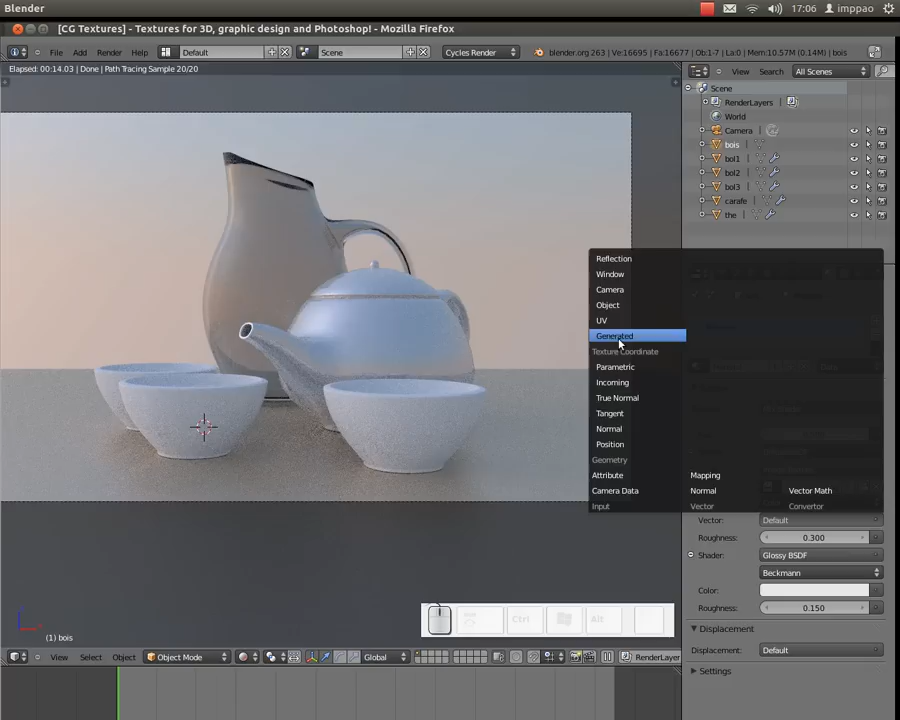 Blender
17:06 imppao
[CG Textures] - Textures for 3D, graphic design and Photoshop! - Mozilla Firefox
File Add Render Help Default Scene Cycles Render blender.org 263 | Ve:16695 | Fa:16677 | Ob:1-7 | La:0 | Mem:10.57M (0.14M) | bois
Elapsed: 00:14.03 | Done | Path Tracing Sample 20/20
View Search All Scenes
Scene
RenderLayers
World
Camera
bois
bol1
bol2
bol3
carafe
the
Reflection
Window
Camera
Object
UV
Generated
Texture Coordinate
Parametric
Incoming
True Normal
Tangent
Normal
Position
Geometry
Attribute Mapping
Camera Data Normal Vector Math
Input Vector Convertor
Vector: Default
Roughness: 0.300
Shader: Glossy BSDF
Beckmann
Color:
Roughness: 0.150
Displacement
Displacement: Default
Settings
Ctrl Alt
(1) bois
View Select Object Object Mode Global RenderLayer